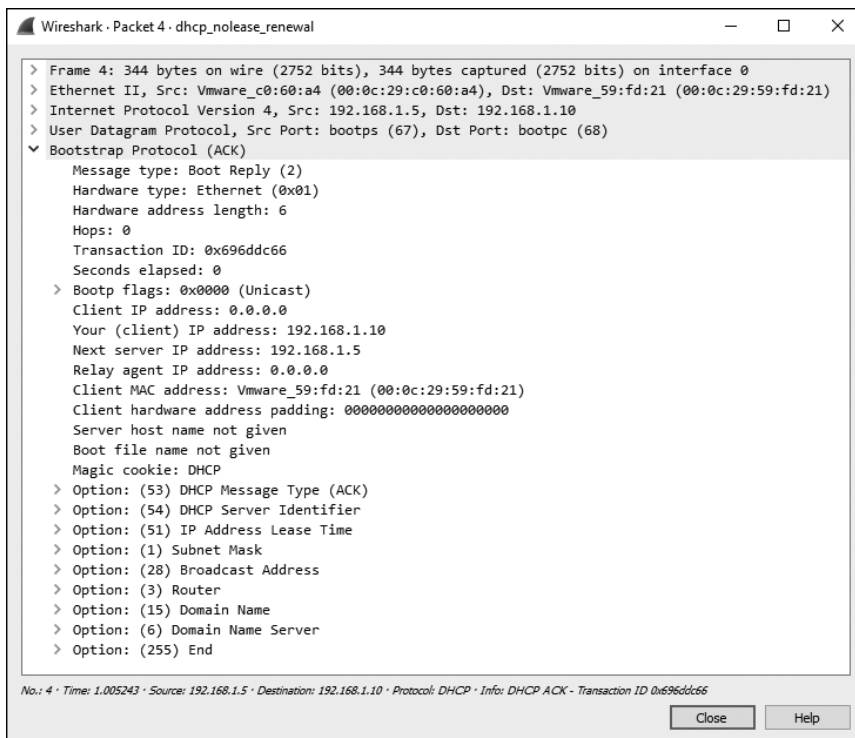 Wireshark · Packet 4 · dhcp_nolease_renewal
Frame 4: 344 bytes on wire (2752 bits), 344 bytes captured (2752 bits) on interface 0
Ethernet II, Src: Vmware_c0:60:a4 (00:0c:29:c0:60:a4), Dst: Vmware_59:fd:21 (00:0c:29:59:fd:21)
Internet Protocol Version 4, Src: 192.168.1.5, Dst: 192.168.1.10
User Datagram Protocol, Src Port: bootps (67), Dst Port: bootpc (68)
Bootstrap Protocol (ACK)
Message type: Boot Reply (2)
Hardware type: Ethernet (0x01)
Hardware address length: 6
Hops: 0
Transaction ID: 0x696ddc66
Seconds elapsed: 0
Bootp flags: 0x0000 (Unicast)
Client IP address: 0.0.0.0
Your (client) IP address: 192.168.1.10
Next server IP address: 192.168.1.5
Relay agent IP address: 0.0.0.0
Client MAC address: Vmware_59:fd:21 (00:0c:29:59:fd:21)
Client hardware address padding: 00000000000000000000
Server host name not given
Boot file name not given
Magic cookie: DHCP
Option: (53) DHCP Message Type (ACK)
Option: (54) DHCP Server Identifier
Option: (51) IP Address Lease Time
Option: (1) Subnet Mask
Option: (28) Broadcast Address
Option: (3) Router
Option: (15) Domain Name
Option: (6) Domain Name Server
Option: (255) End
No.: 4 · Time: 1.005243 · Source: 192.168.1.5 · Destination: 192.168.1.10 · Protocol: DHCP · Info: DHCP ACK - Transaction ID 0x696ddc66
Close Help